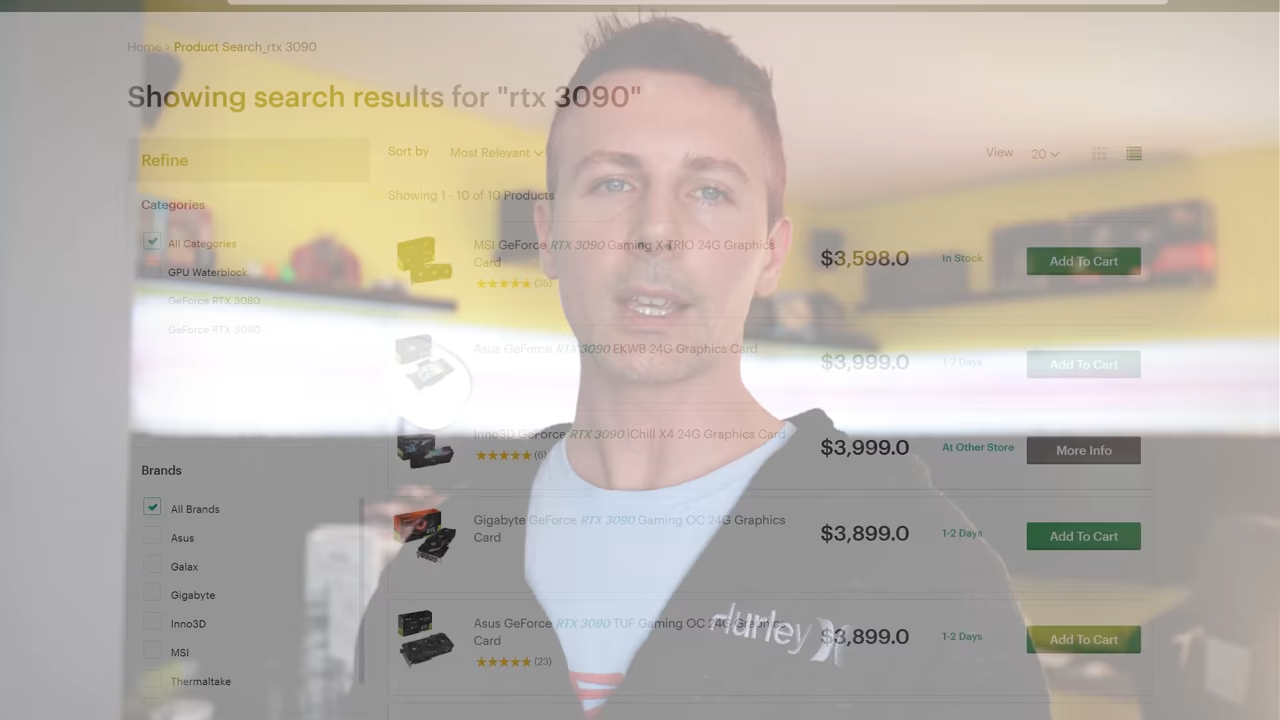 Home > Product Search_rtx 3090
Showing search results for "rtx 3090"
Refine
Sort by Most Relevant
View 20
Categories
Showing 1 - 10 of 10 Products
All Categories
GPU Waterblock
GeForce RTX 3080
GeForce RTX 3090
MSI GeForce RTX 3090 Gaming X TRIO 24G Graphics
Card
(35)
$3,598.0
In Stock
Add To Cart
Asus GeForce RTX 3090 EKWB 24G Graphics Card
$3,999.0
1-2 Days
Add To Cart
Inno3D GeForce RTX 3090 iChill X4 24G Graphics Card
(6)
$3,999.0
At Other Store
More Info
Brands
All Brands
Asus
Galax
Gigabyte
Inno3D
MSI
Thermaltake
Gigabyte GeForce RTX 3090 Gaming OC 24G Graphics
Card
$3,899.0
1-2 Days
Add To Cart
Asus GeForce RTX 3090 TUF Gaming OC 24G Graphics
Card
(23)
$3,899.0
1-2 Days
Add To Cart
Hurley